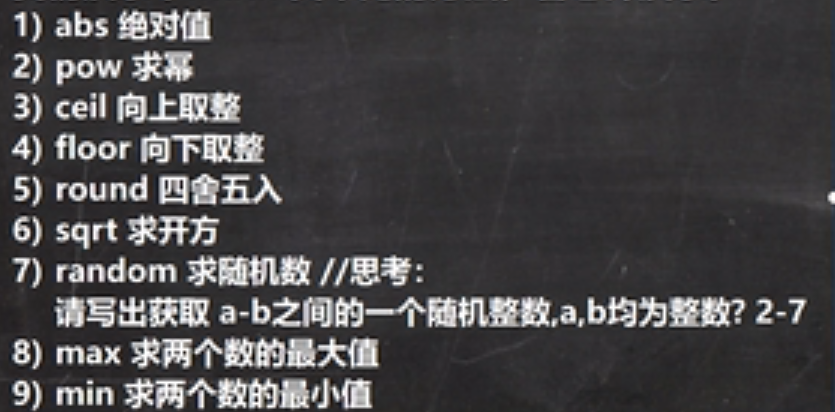 1) abs 绝对值
2) pow 求幂
3) ceil 向上取整
4) floor 向下取整
5) round 四舍五入
6) sqrt 求开方
7) random 求随机数 //思考：
请写出获取 a-b之间的一个随机整数,a,b均为整数? 2-7
8) max 求两个数的最大值
9) min 求两个数的最小值